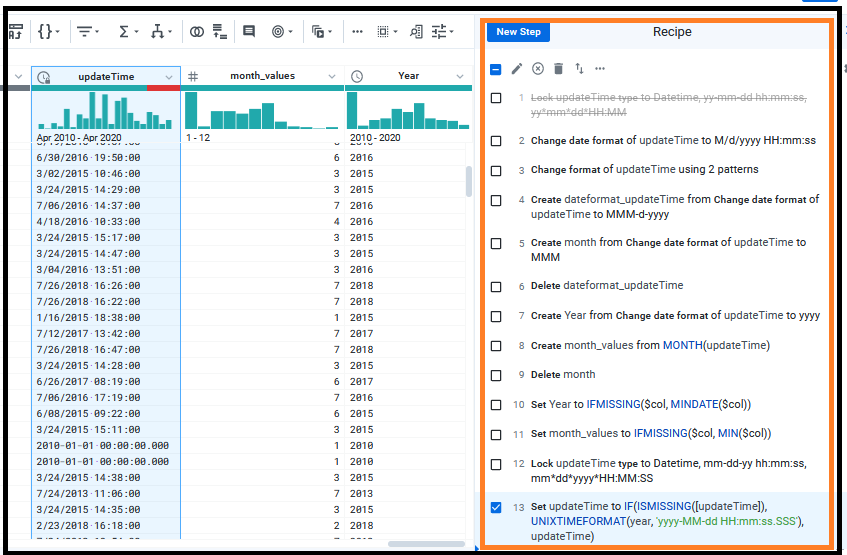 New Step
Recipe
updateTime # month_values Year
Apr 2010 - Apr 2020 1 - 12 2010 - 2020
6/30/2016·19:50:00 6 2016
3/02/2015·10:46:00 3 2015
3/24/2015·14:29:00 3 2015
7/06/2016·14:37:00 7 2016
4/18/2016·10:33:00 4 2016
3/24/2015·15:17:00 3 2015
3/24/2015·14:47:00 3 2015
3/04/2016·13:51:00 3 2016
7/26/2018·16:26:00 7 2018
7/26/2018·16:22:00 7 2018
1/16/2015·18:38:00 1 2015
7/12/2017·13:42:00 7 2017
7/26/2018·16:47:00 7 2018
3/24/2015·14:28:00 3 2015
6/26/2017·08:19:00 6 2017
7/06/2016·17:19:00 7 2016
6/08/2015·09:22:00 6 2015
3/24/2015·15:11:00 3 2015
2010-01-01·00:00:00.000 1 2010
2010-01-01·00:00:00.000 1 2010
3/24/2015·14:38:00 3 2015
7/24/2013·11:06:00 7 2013
3/24/2015·14:35:00 3 2015
2/23/2018·16:18:00 2 2018
1 Lock updateTime type to Datetime, yy-mm-dd hh:mm:ss,
yy*mm*dd*HH:MM
2 Change date format of updateTime to M/d/yyyy HH:mm:ss
3 Change format of updateTime using 2 patterns
4 Create dateformat_updateTime from Change date format of
updateTime to MMM-d-yyyy
5 Create month from Change date format of updateTime to
MMM
6 Delete dateformat_updateTime
7 Create Year from Change date format of updateTime to yyyy
8 Create month_values from MONTH(updateTime)
9 Delete month
10 Set Year to IFMISSING($col, MINDATE($col))
11 Set month_values to IFMISSING($col, MIN($col))
12 Lock updateTime type to Datetime, mm-dd-yy hh:mm:ss,
mm*dd*yyyy*HH:MM:SS
13 Set updateTime to IF(ISMISSING([updateTime]),
UNIXTIMEFORMAT(year, 'yyyy-MM-dd HH:mm:ss.SSS'),
updateTime)